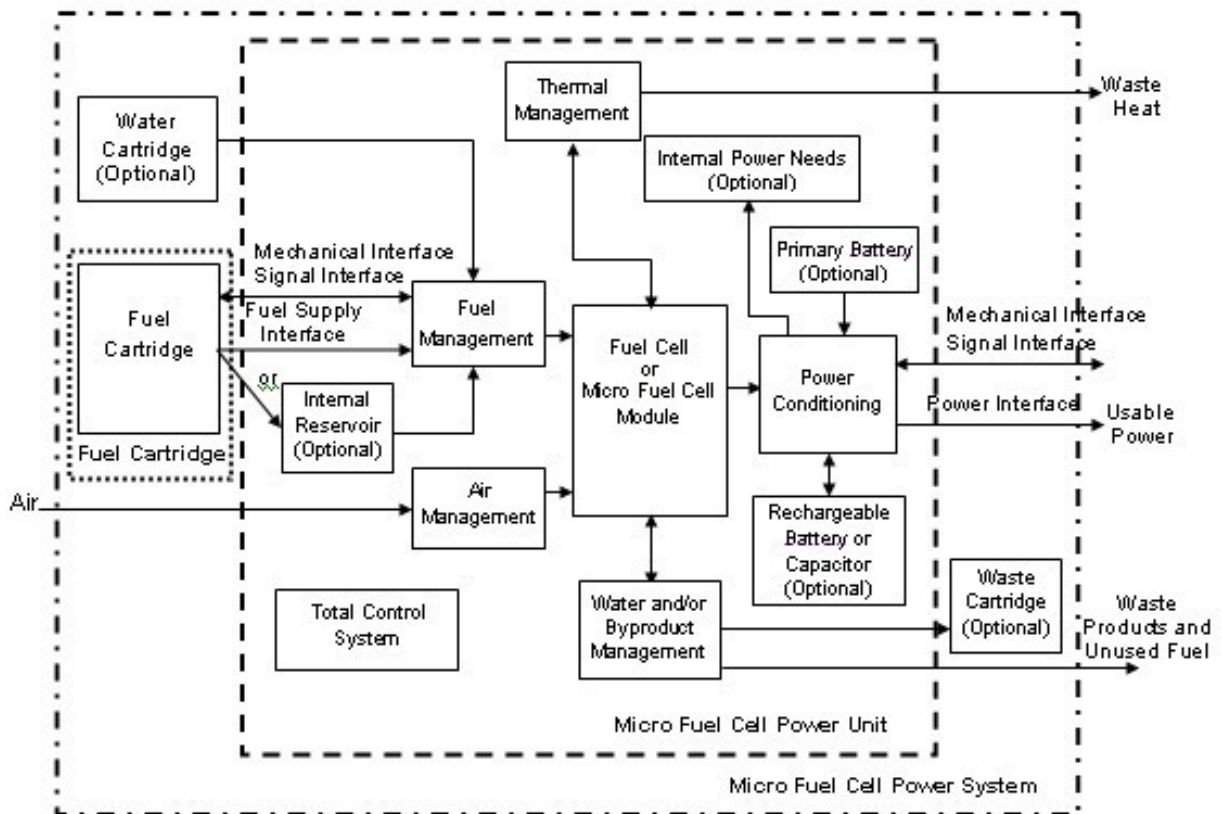 Thermal
Management
Waste
Heat
Water
Cartridge
(Optional)
Internal Power Needs
(Optional)
Primary Battery
(Optional)
Mechanical Interface
Signal Interface
Fuel Supply
Interface
Fuel
Cartridge
Fuel Cartridge
or
Fuel
Management
Internal
Reservoir
(Optional)
Fuel Cell
or
Micro Fuel Cell
Module
Power
Conditioning
Mechanical Interface
Signal Interface
Power Interface
Usable
Power
Air
Air
Management
Rechargeable
Battery or
Capacitor
(Optional)
Total Control
System
Water and/or
Byproduct
Management
Waste
Cartridge
(Optional)
Waste
Products and
Unused Fuel
Micro Fuel Cell Power Unit
Micro Fuel Cell Power System